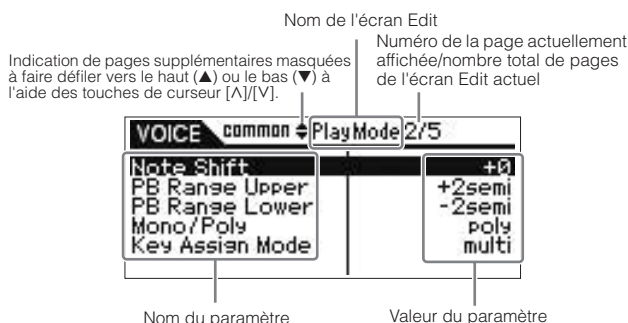 Nom de l'écran Edit
Indication de pages supplémentaires masquées
à faire défiler vers le haut (▲) ou le bas (▼) à
l'aide des touches de curseur [∧]/[∨].
Numéro de la page actuellement
affichée/nombre total de pages
de l'écran Edit actuel
VOICE common ♦ Play Mode 2/5
Note Shift +0
PB Range Upper +2semi
PB Range Lower -2semi
Mono/Poly poly
Key Assign Mode multi
Nom du paramètre
Valeur du paramètre